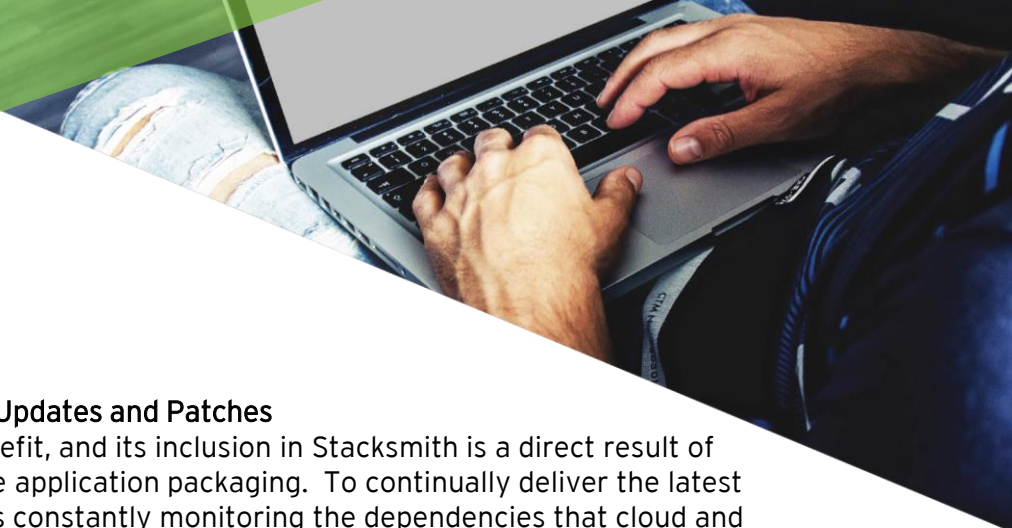 Updates and Patches
efit, and its inclusion in Stacksmith is a direct result of
e application packaging.  To continually deliver the latest
s constantly monitoring the dependencies that cloud and